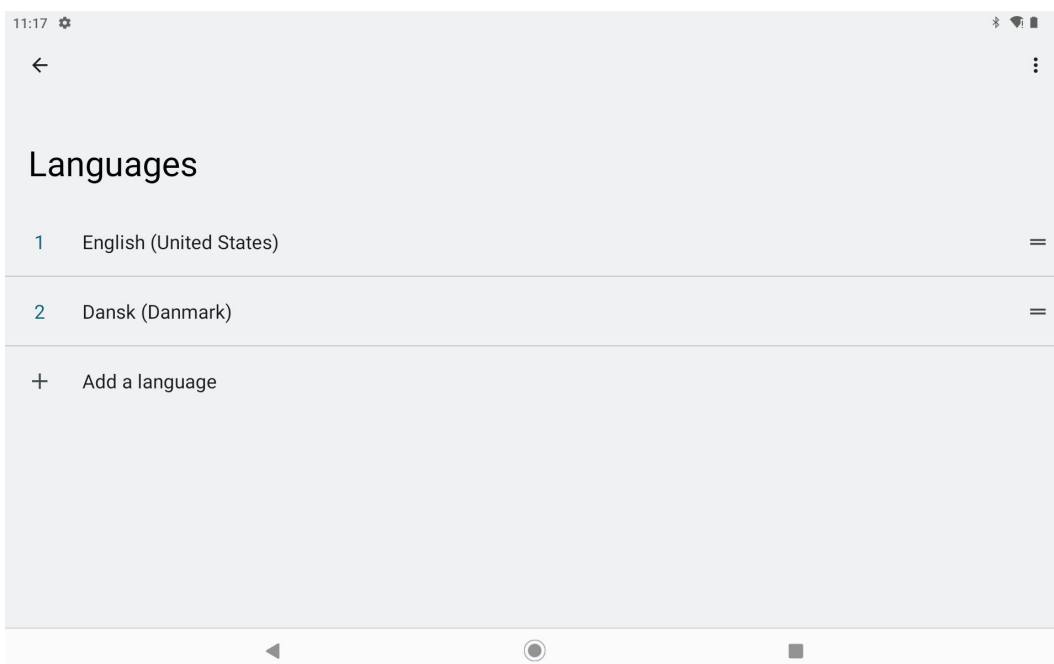 11:17
Languages
1 English (United States)
2 Dansk (Danmark)
+ Add a language